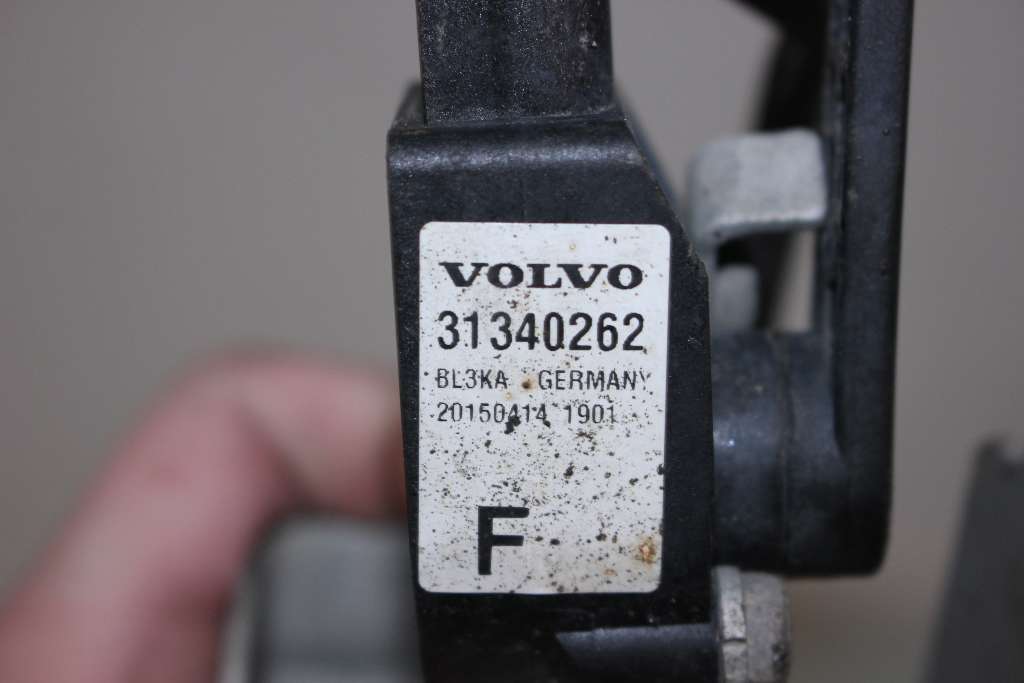 VOLVO
31340262
BL3KA GERMANY
20150414 1901
F